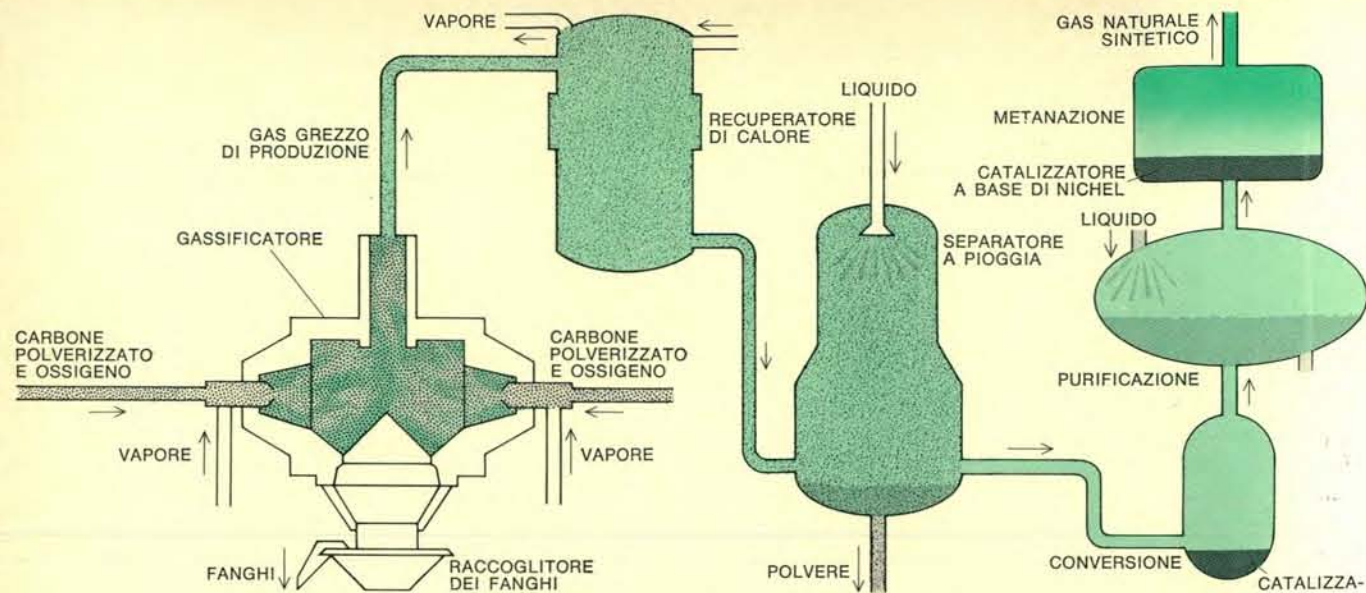 VAPORE
GAS NATURALE
SINTETICO
LIQUIDO
METANAZIONE
GAS GREZZO
DI PRODUZIONE
RECUPERATORE
DI CALORE
CATALIZZATORE
A BASE DI NICHEL
LIQUIDO
GASSIFICATORE
SEPARATORE
A PIOGGIA
CARBONE
POLVERIZZATO
E OSSIGENO
CARBONE
POLVERIZZATO
E OSSIGENO
PURIFICAZIONE
VAPORE
VAPORE
FANGHI
RACCOGLITORE
DEI FANGHI
POLVERE
CONVERSIONE
CATALIZZA-